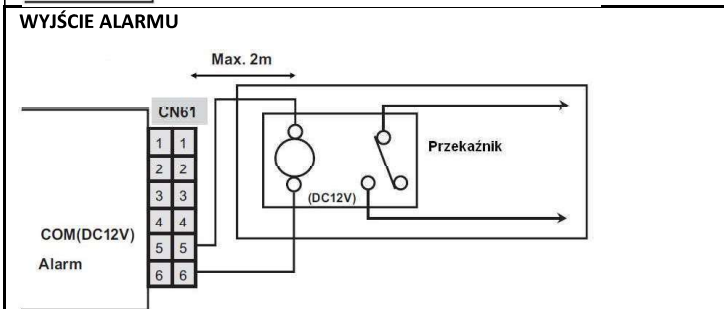 WYJŚCIE ALARMU
Max. 2m
CN61
1 1
2 2
3 3
4 4
5 5
6 6
COM(DC12V)
Alarm
(DC12V)
Przekaźnik